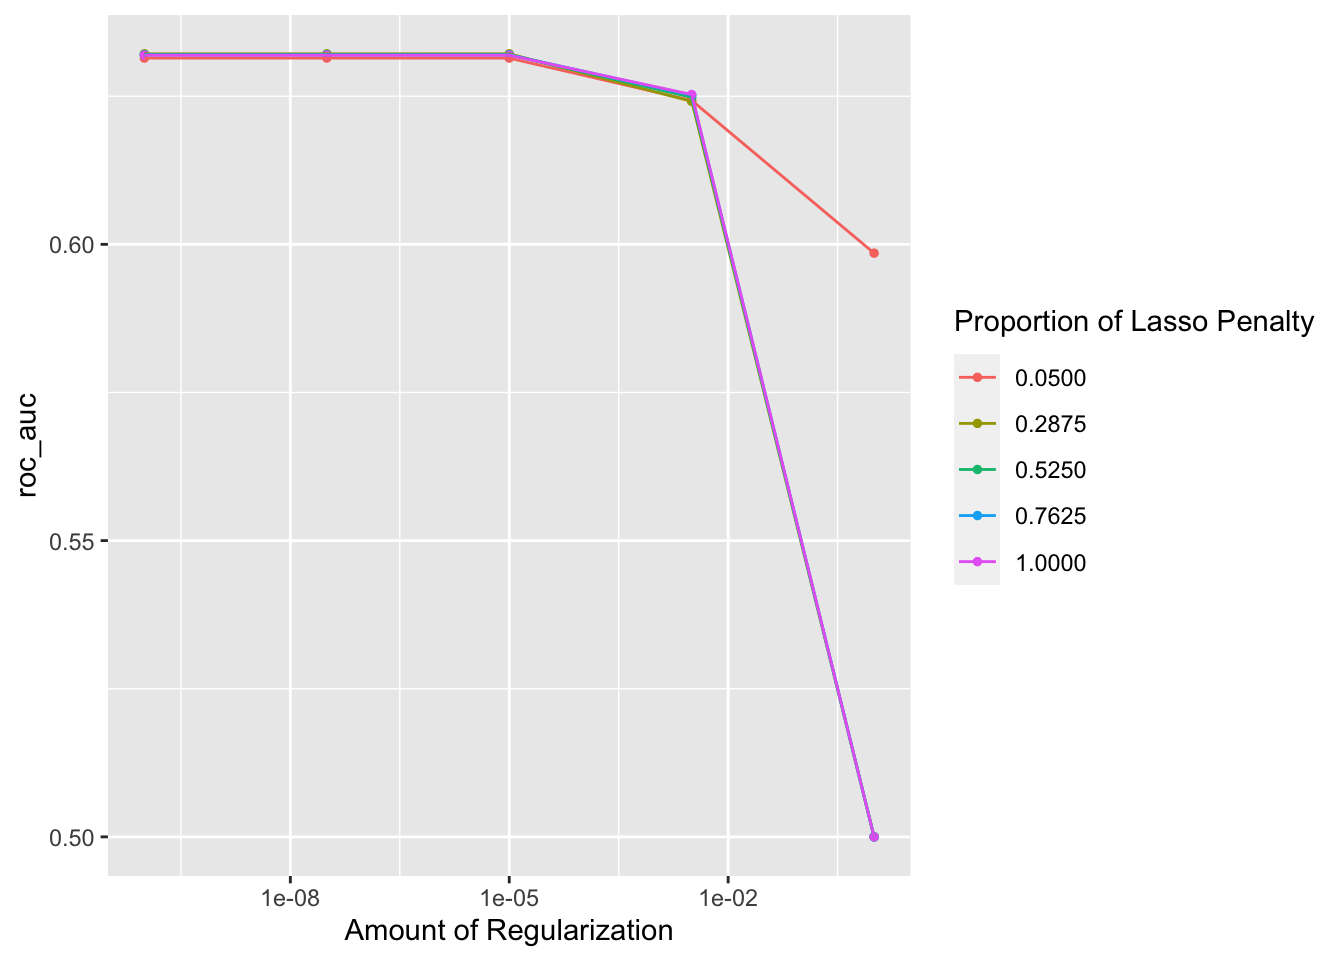 0.60
0.55
0.50
roc_auc
1e-08 1e-05 1e-02
Amount of Regularization
Proportion of Lasso Penalty
0.0500
0.2875
0.5250
0.7625
1.0000